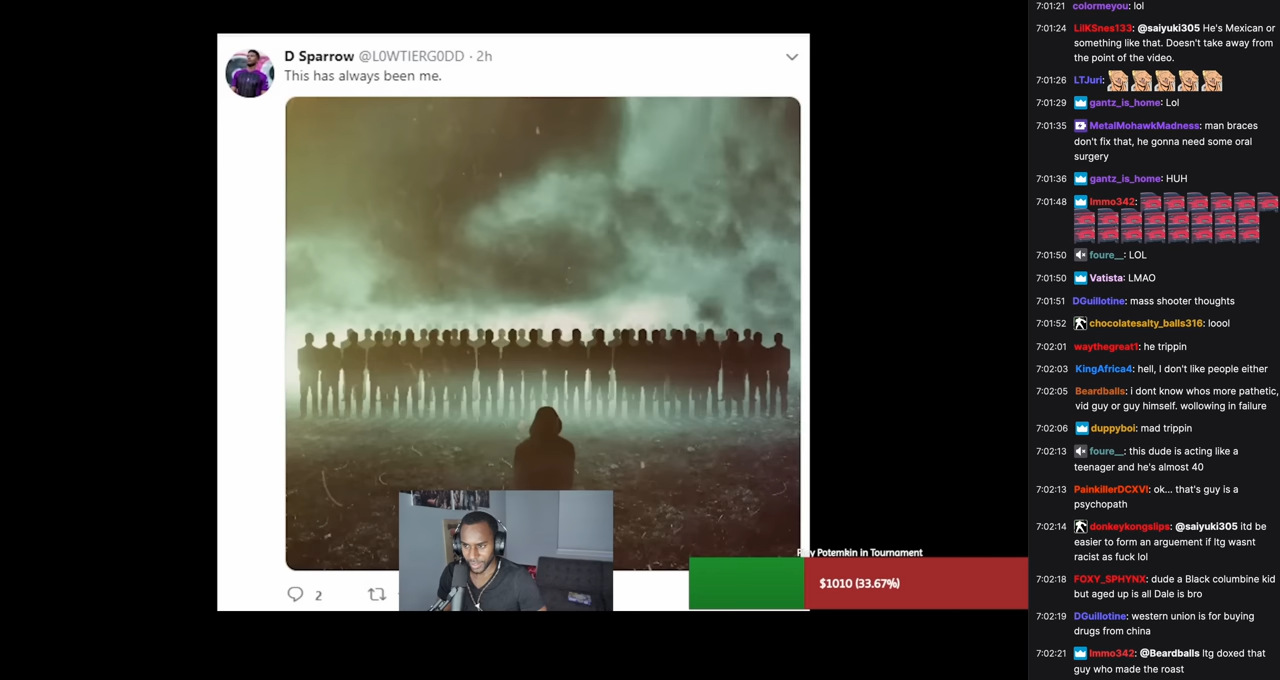 D Sparrow @L0WTIERG0DD · 2h
This has always been me.
2
Potemkin in Tournament
$1010 (33.67%)
7:01:21 colormeyou: lol
7:01:24 LilKSnes133: @saiyuki305 He's Mexican or
something like that. Doesn't take away from
the point of the video.
7:01:26 LTJuri:
7:01:29 gantz_is_home: Lol
7:01:35 MetalMohawkMadness: man braces
don't fix that, he gonna need some oral
surgery
7:01:36 gantz_is_home: HUH
7:01:48 Immo342:
7:01:50 foure__: LOL
7:01:50 Vatista: LMAO
7:01:51 DGuillotine: mass shooter thoughts
7:01:52 chocolatesalty_balls316: loool
7:02:01 waythegreat1: he trippin
7:02:03 KingAfrica4: hell, I don't like people either
7:02:05 Beardballs: i dont know whos more pathetic,
vid guy or guy himself. wollowing in failure
7:02:06 duppyboi: mad trippin
7:02:13 foure__: this dude is acting like a
teenager and he's almost 40
7:02:13 PainkillerDCXVI: ok... that's guy is a
psychopath
7:02:14 donkeykongslips: @saiyuki305 itd be
easier to form an arguement if ltg wasnt
racist as fuck lol
7:02:18 FOXY_SPHYNX: dude a Black columbine kid
but aged up is all Dale is bro
7:02:19 DGuillotine: western union is for buying
drugs from china
7:02:21 Immo342: @Beardballs ltg doxed that
guy who made the roast